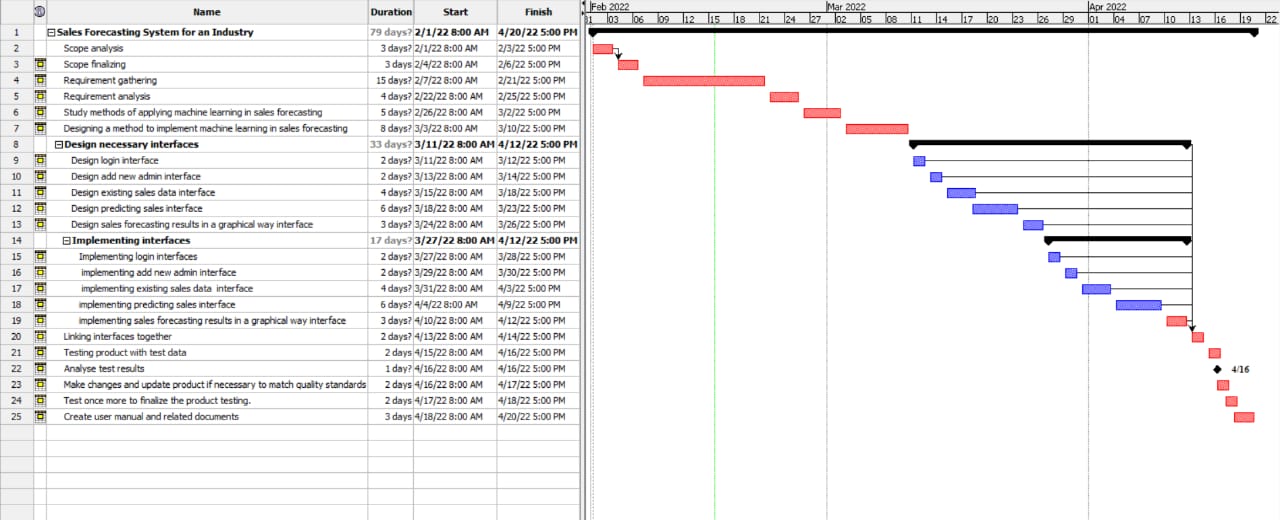 Name Duration Start Finish Feb 2022 Mar 2022 Apr 2022
31 03 06 09 12 15 18 21 24 27 02 05 08 11 14 17 20 23 26 29 01 04 07 10 13 16 19 22
1 Sales Forecasting System for an Industry 79 days? 2/1/22 8:00 AM 4/20/22 5:00 PM
2 Scope analysis 3 days? 2/1/22 8:00 AM 2/3/22 5:00 PM
3 Scope finalizing 3 days 2/4/22 8:00 AM 2/6/22 5:00 PM
4 Requirement gathering 15 days? 2/7/22 8:00 AM 2/21/22 5:00 PM
5 Requirement analysis 4 days? 2/22/22 8:00 AM 2/25/22 5:00 PM
6 Study methods of applying machine learning in sales forecasting 5 days? 2/26/22 8:00 AM 3/2/22 5:00 PM
7 Designing a method to implement machine learning in sales forecasting 8 days? 3/3/22 8:00 AM 3/10/22 5:00 PM
8 Design necessary interfaces 33 days? 3/11/22 8:00 AM 4/12/22 5:00 PM
9 Design login interface 2 days? 3/11/22 8:00 AM 3/12/22 5:00 PM
10 Design add new admin interface 2 days? 3/13/22 8:00 AM 3/14/22 5:00 PM
11 Design existing sales data interface 4 days? 3/15/22 8:00 AM 3/18/22 5:00 PM
12 Design predicting sales interface 6 days? 3/18/22 8:00 AM 3/23/22 5:00 PM
13 Design sales forecasting results in a graphical way interface 3 days? 3/24/22 8:00 AM 3/26/22 5:00 PM
14 Implementing interfaces 17 days? 3/27/22 8:00 AM 4/12/22 5:00 PM
15 Implementing login interfaces 2 days? 3/27/22 8:00 AM 3/28/22 5:00 PM
16 implementing add new admin interface 2 days? 3/29/22 8:00 AM 3/30/22 5:00 PM
17 implementing existing sales data interface 4 days? 3/31/22 8:00 AM 4/3/22 5:00 PM
18 implementing predicting sales interface 6 days? 4/4/22 8:00 AM 4/9/22 5:00 PM
19 implementing sales forecasting results in a graphical way interface 3 days? 4/10/22 8:00 AM 4/12/22 5:00 PM
20 Linking interfaces together 2 days? 4/13/22 8:00 AM 4/14/22 5:00 PM
21 Testing product with test data 2 days 4/15/22 8:00 AM 4/16/22 5:00 PM
22 Analyse test results 1 day? 4/16/22 8:00 AM 4/16/22 5:00 PM 4/16
23 Make changes and update product if necessary to match quality standards 2 days 4/16/22 8:00 AM 4/17/22 5:00 PM
24 Test once more to finalize the product testing. 2 days 4/17/22 8:00 AM 4/18/22 5:00 PM
25 Create user manual and related documents 3 days 4/18/22 8:00 AM 4/20/22 5:00 PM